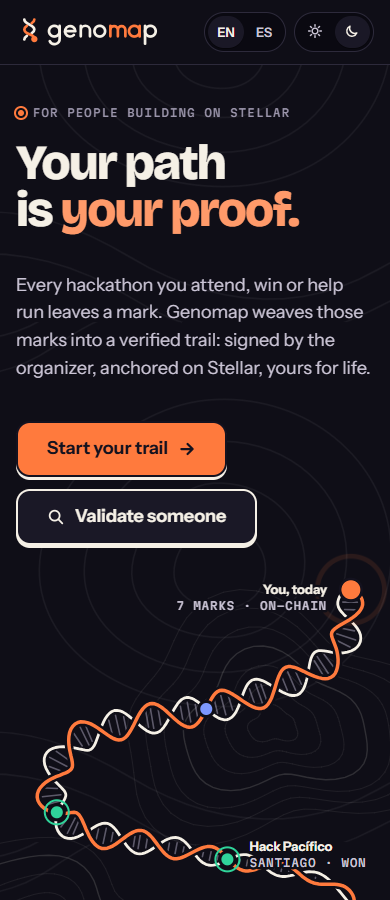 genomap
EN ES
FOR PEOPLE BUILDING ON STELLAR
Your path
is your proof.
Every hackathon you attend, win or help
run leaves a mark. Genomap weaves those
marks into a verified trail: signed by the
organizer, anchored on Stellar, yours for life.
Start your trail →
Validate someone
You, today
7 MARKS · ON-CHAIN
Hack Pacífico
SANTIAGO · WON